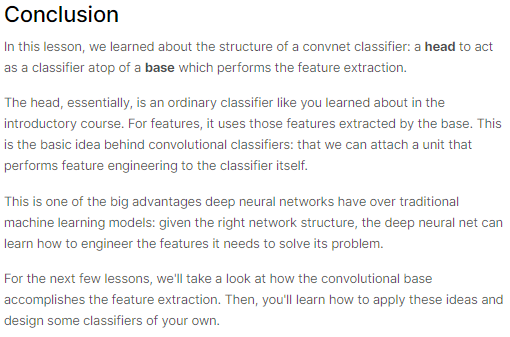 Conclusion
In this lesson, we learned about the structure of a convnet classifier: a head to act
as a classifier atop of a base which performs the feature extraction.
The head, essentially, is an ordinary classifier like you learned about in the
introductory course. For features, it uses those features extracted by the base. This
is the basic idea behind convolutional classifiers: that we can attach a unit that
performs feature engineering to the classifier itself.
This is one of the big advantages deep neural networks have over traditional
machine learning models: given the right network structure, the deep neural net can
learn how to engineer the features it needs to solve its problem.
For the next few lessons, we'll take a look at how the convolutional base
accomplishes the feature extraction. Then, you'll learn how to apply these ideas and
design some classifiers of your own.